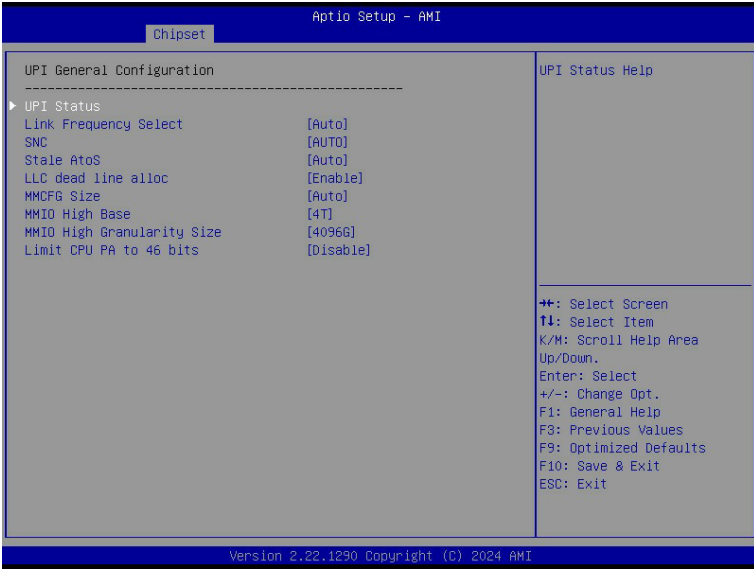 Aptio Setup – AMI
Chipset
UPI General Configuration
--------------------------------------------------
UPI Status
Link Frequency Select [Auto]
SNC [AUTO]
Stale AtoS [Auto]
LLC dead line alloc [Enable]
MMCFG Size [Auto]
MMIO High Base [4T]
MMIO High Granularity Size [4096G]
Limit CPU PA to 46 bits [Disable]
UPI Status Help
→←: Select Screen
↑↓: Select Item
K/M: Scroll Help Area
Up/Down.
Enter: Select
+/-: Change Opt.
F1: General Help
F3: Previous Values
F9: Optimized Defaults
F10: Save & Exit
ESC: Exit
Version 2.22.1290 Copyright (C) 2024 AMI